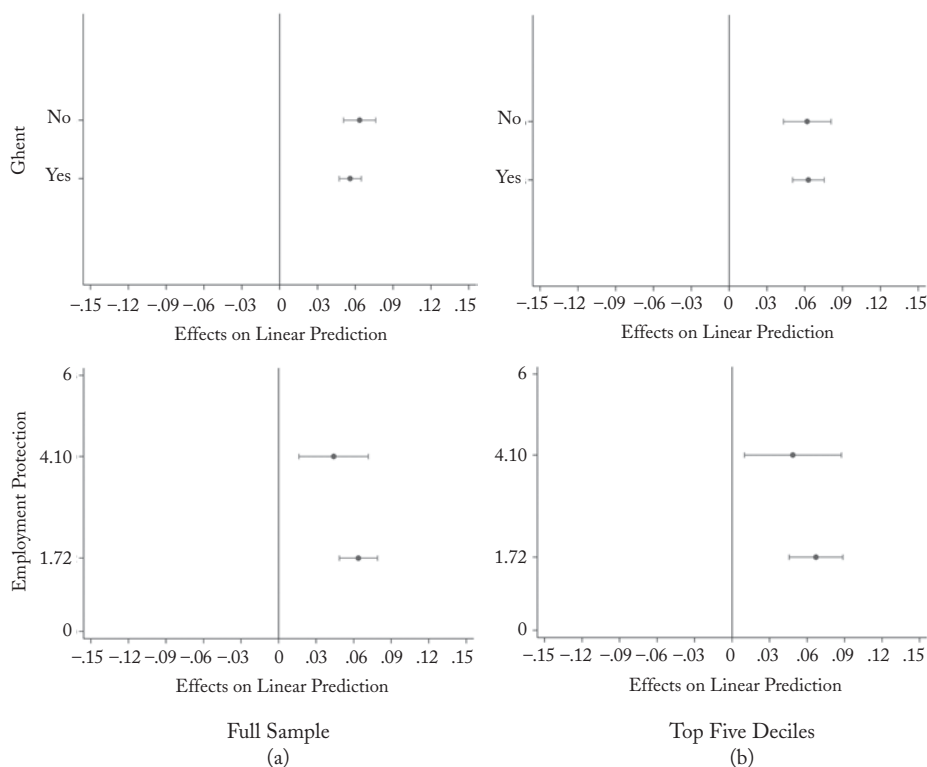 Ghent
No
Yes
−.15 −.12 −.09 −.06 −.03 0 .03 .06 .09 .12 .15
Effects on Linear Prediction
No
Yes
−.15 −.12 −.09 −.06 −.03 0 .03 .06 .09 .12 .15
Effects on Linear Prediction
Employment Protection
6
4.10
1.72
0
−.15 −.12 −.09 −.06 −.03 0 .03 .06 .09 .12 .15
Effects on Linear Prediction
6
4.10
1.72
0
−.15 −.12 −.09 −.06 −.03 0 .03 .06 .09 .12 .15
Effects on Linear Prediction
Full Sample
(a)
Top Five Deciles
(b)